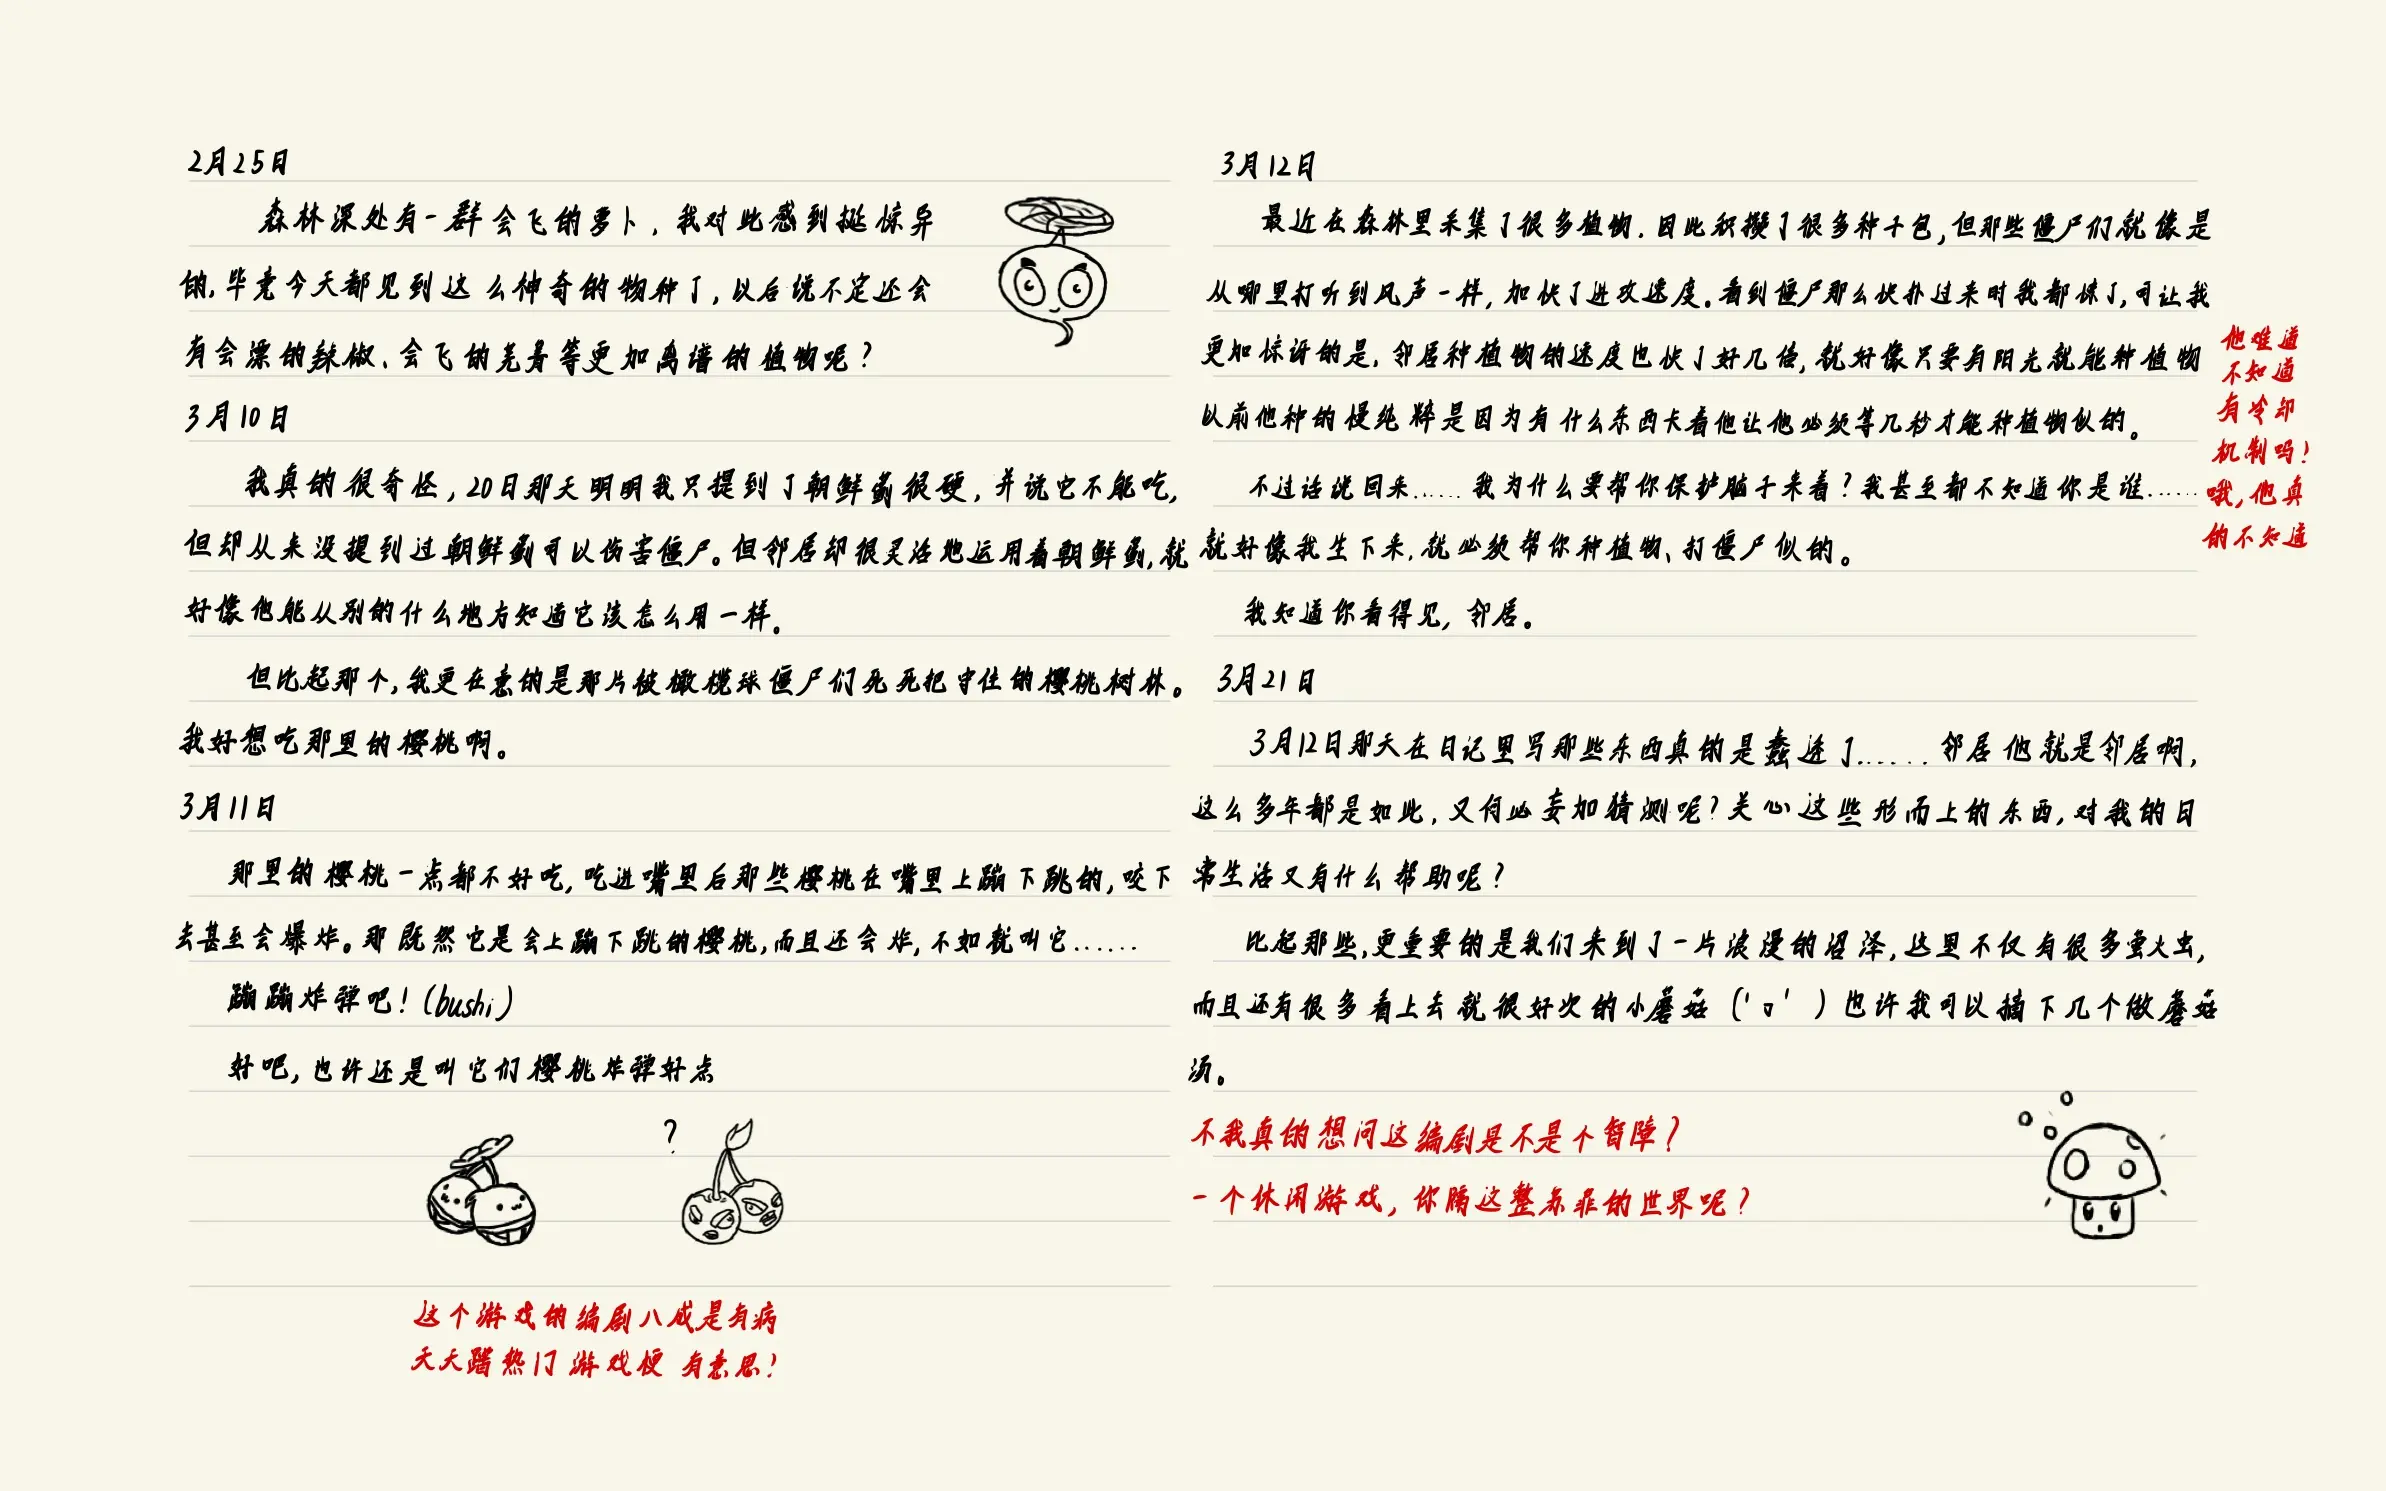 2月25日
森林深处有一群会飞的萝卜，我对此感到挺惊异
的，毕竟今天都见到这么神奇的物种了，以后说不定还会
有会漂的辣椒、会飞的芜菁等更加离谱的植物呢？
3月10日
我真的很奇怪，20日那天明明我只提到了朝鲜蓟很硬，并说它不能吃，
但却从来没提到过朝鲜蓟可以伤害僵尸。但邻居却很灵活地运用着朝鲜蓟，就
好像他能从别的什么地方知道它该怎么用一样。
但比起那个，我更在意的是那片被橄榄球僵尸们死死把守住的樱桃树林。
我好想吃那里的樱桃啊。
3月11日
那里的樱桃一点都不好吃，吃进嘴里后那些樱桃在嘴里上蹦下跳的，咬下
去甚至会爆炸。那既然它是会上蹦下跳的樱桃，而且还会炸，不如就叫它……
蹦蹦炸弹吧！(bushi)
好吧，也许还是叫它们樱桃炸弹好点
?
这个游戏的编剧八成是有病
天天蹭热门游戏梗 有意思！
3月12日
最近在森林里采集了很多植物，因此积攒了很多种子包，但那些僵尸们就像是
从哪里打听到风声一样，加快了进攻速度。看到僵尸那么快扑过来时我都惊了，可让我
更加惊讶的是，邻居种植物的速度也快了好几倍，就好像只要有阳光就能种植物
以前他种的慢纯粹是因为有什么东西卡着他让他必须等几秒才能种植物似的。
不过话说回来……我为什么要帮你保护脑子来着？我甚至都不知道你是谁……
就好像我生下来，就必须帮你种植物、打僵尸似的。
我知道你看得见，邻居。
他难道
不知道
有冷却
机制吗！
哦，他真
的不知道
3月21日
3月12日那天在日记里写那些东西真的是蠢透了……邻居他就是邻居啊，
这么多年都是如此，又何必妄加猜测呢？关心这些形而上的东西，对我的日
常生活又有什么帮助呢？
比起那些，更重要的是我们来到了一片浪漫的沼泽，这里不仅有很多萤火虫，
而且还有很多看上去就很好次的小蘑菇（'ㅁ'）也许我可以摘下几个做蘑菇
汤。
不我真的想问这编剧是不是个智障？
一个休闲游戏，你隔这整苏菲的世界呢？